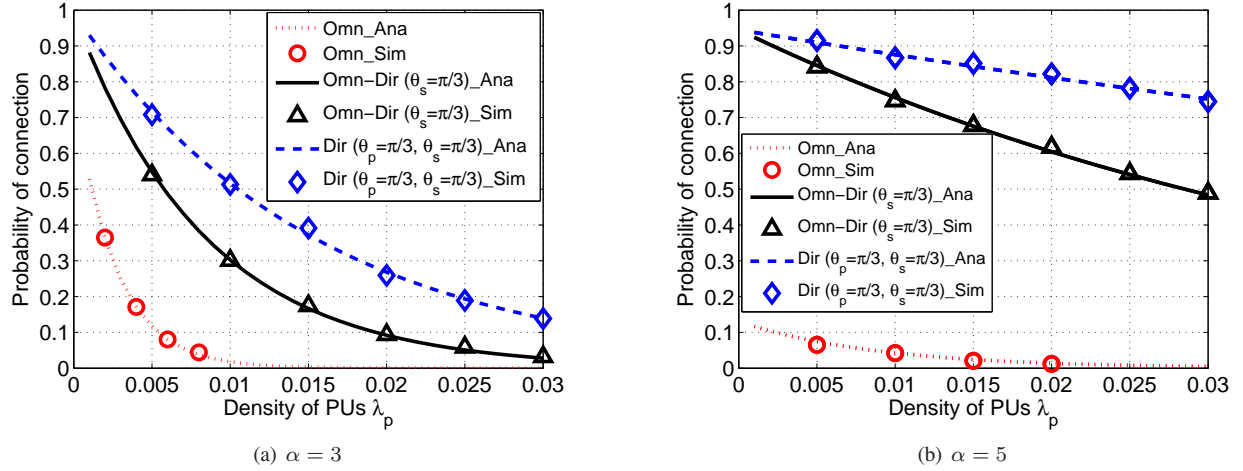 1
0.9
0.8
0.7
0.6
0.5
0.4
0.3
0.2
0.1
0
Probability of connection
0 0.005 0.01 0.015 0.02 0.025 0.03
Density of PUs λp
Omn_Ana
Omn_Sim
Omn−Dir (θs=π/3)_Ana
Omn−Dir (θs=π/3)_Sim
Dir (θp=π/3, θs=π/3)_Ana
Dir (θp=π/3, θs=π/3)_Sim
(a) α = 3
1
0.9
0.8
0.7
0.6
0.5
0.4
0.3
0.2
0.1
0
Probability of connection
0 0.005 0.01 0.015 0.02 0.025 0.03
Density of PUs λp
Omn_Ana
Omn_Sim
Omn−Dir (θs=π/3)_Ana
Omn−Dir (θs=π/3)_Sim
Dir (θp=π/3, θs=π/3)_Ana
Dir (θp=π/3, θs=π/3)_Sim
(b) α = 5